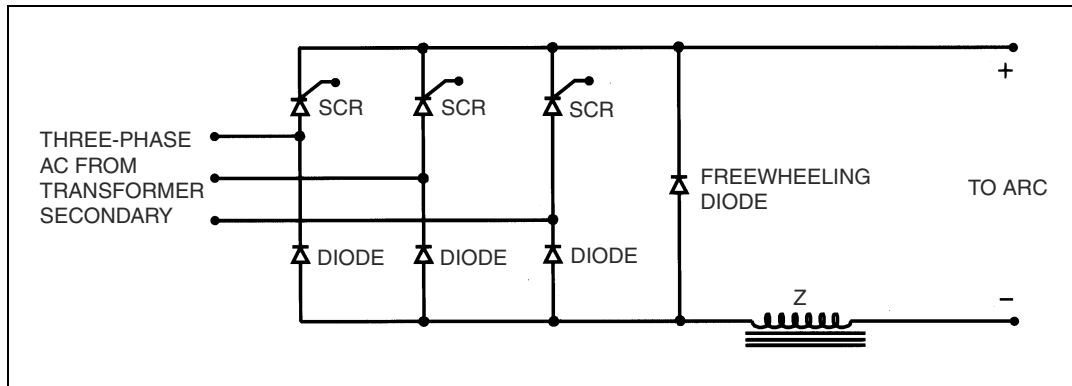 +
SCR
SCR
SCR
THREE-PHASE
AC FROM
TRANSFORMER
SECONDARY
FREEWHEELING
DIODE
TO ARC
DIODE
DIODE
DIODE
Z
−